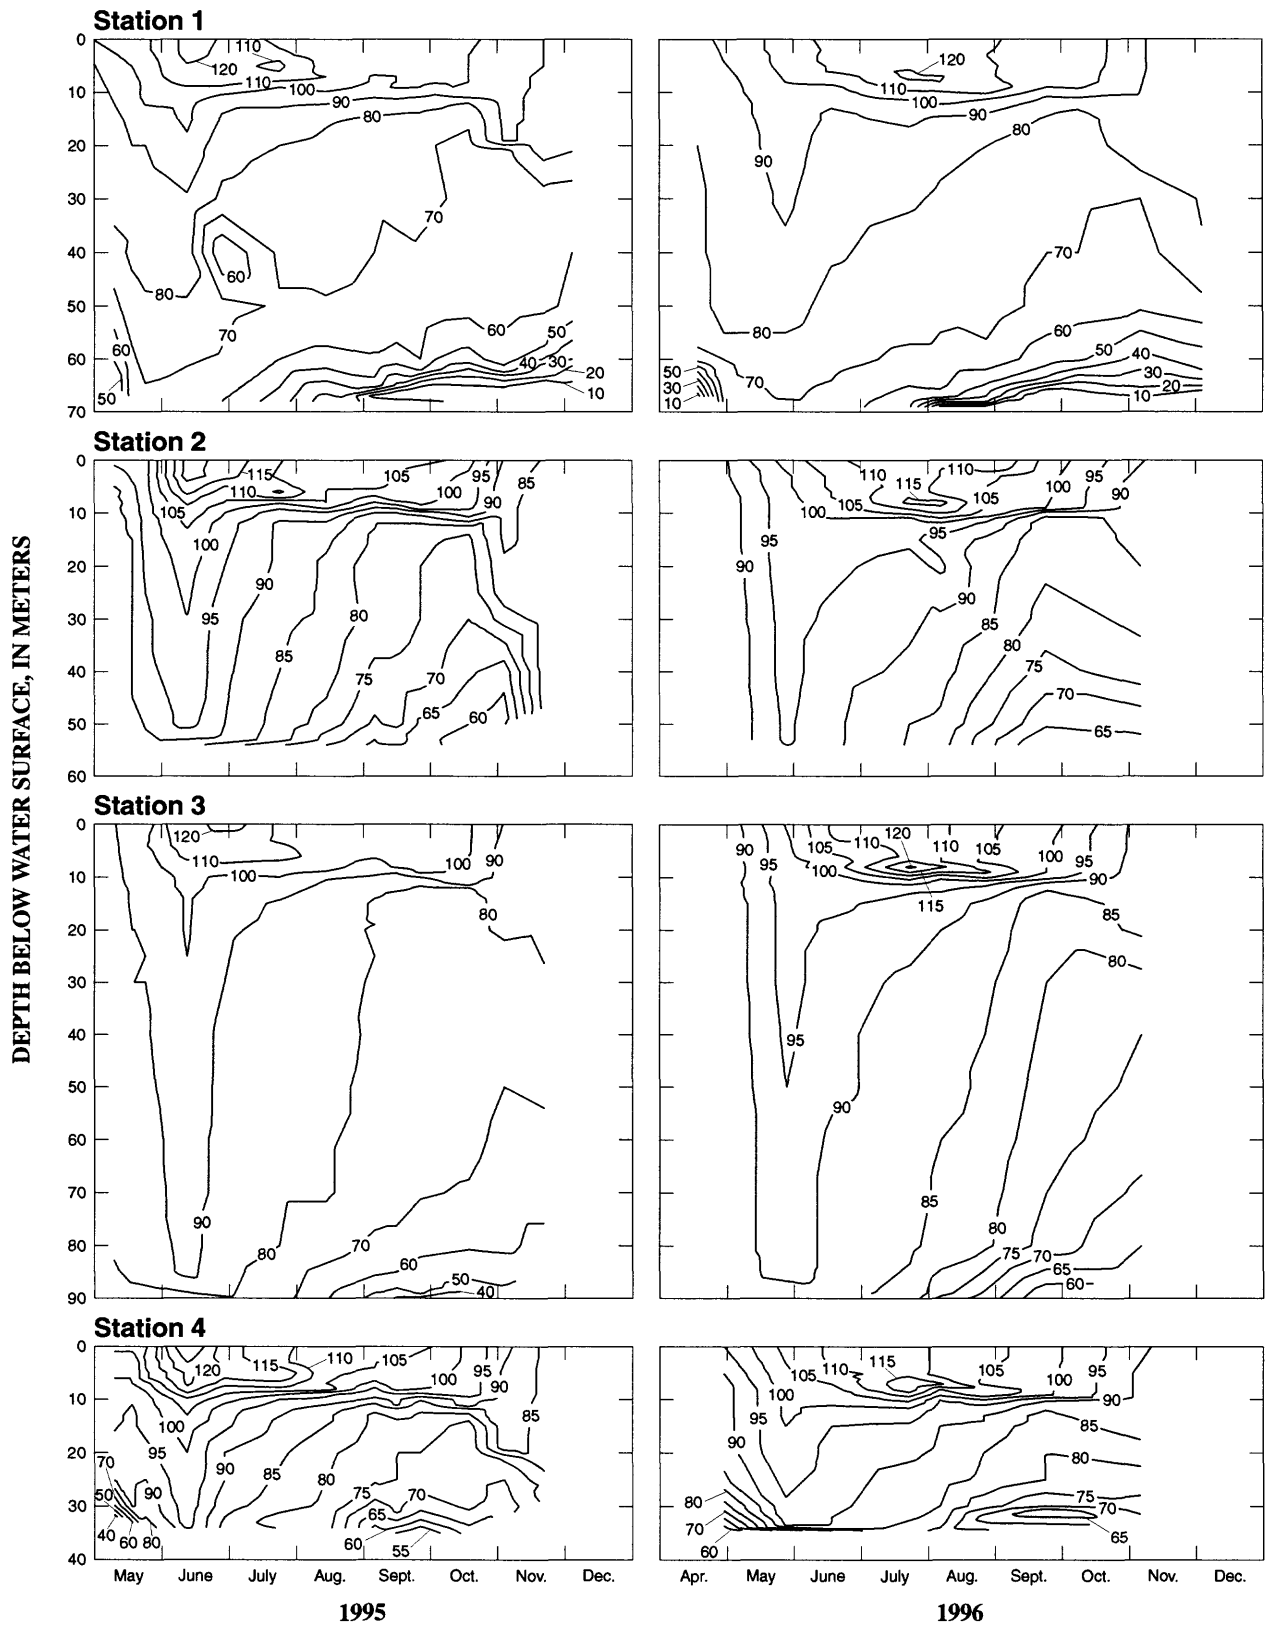 Station 1
0 10 20 30 40 50 60 70
110 120 110 100 90 80 70 60 80 70 60 60 50 50 40 30 20 10
120 110 100 90 80 90 70 80 60 50 70 40 50 30 30 20 10 10
Station 2
0 10 20 30 40 50 60
115 105 95 85 110 100 90 105 100 90 95 80 85 75 70 65 60
110 110 95 115 105 100 90 105 100 95 95 90 90 85 80 75 70 65
Station 3
0 10 20 30 40 50 60 70 80 90
120 110 100 100 90 80 90 80 70 60 50 40
120 90 105 110 110 105 100 95 95 100 90 115 85 80 95 90 85 80 75 70 65 60
Station 4
0 10 20 30 40
120 115 110 105 95 100 90 85 100 95 70 90 85 80 90 75 70 50 65 40 60 80 60 55
115 110 105 105 100 95 100 90 95 85 90 80 80 75 70 70 65 60
May June July Aug. Sept. Oct. Nov. Dec.
Apr. May June July Aug. Sept. Oct. Nov. Dec.
1995
1996
DEPTH BELOW WATER SURFACE, IN METERS